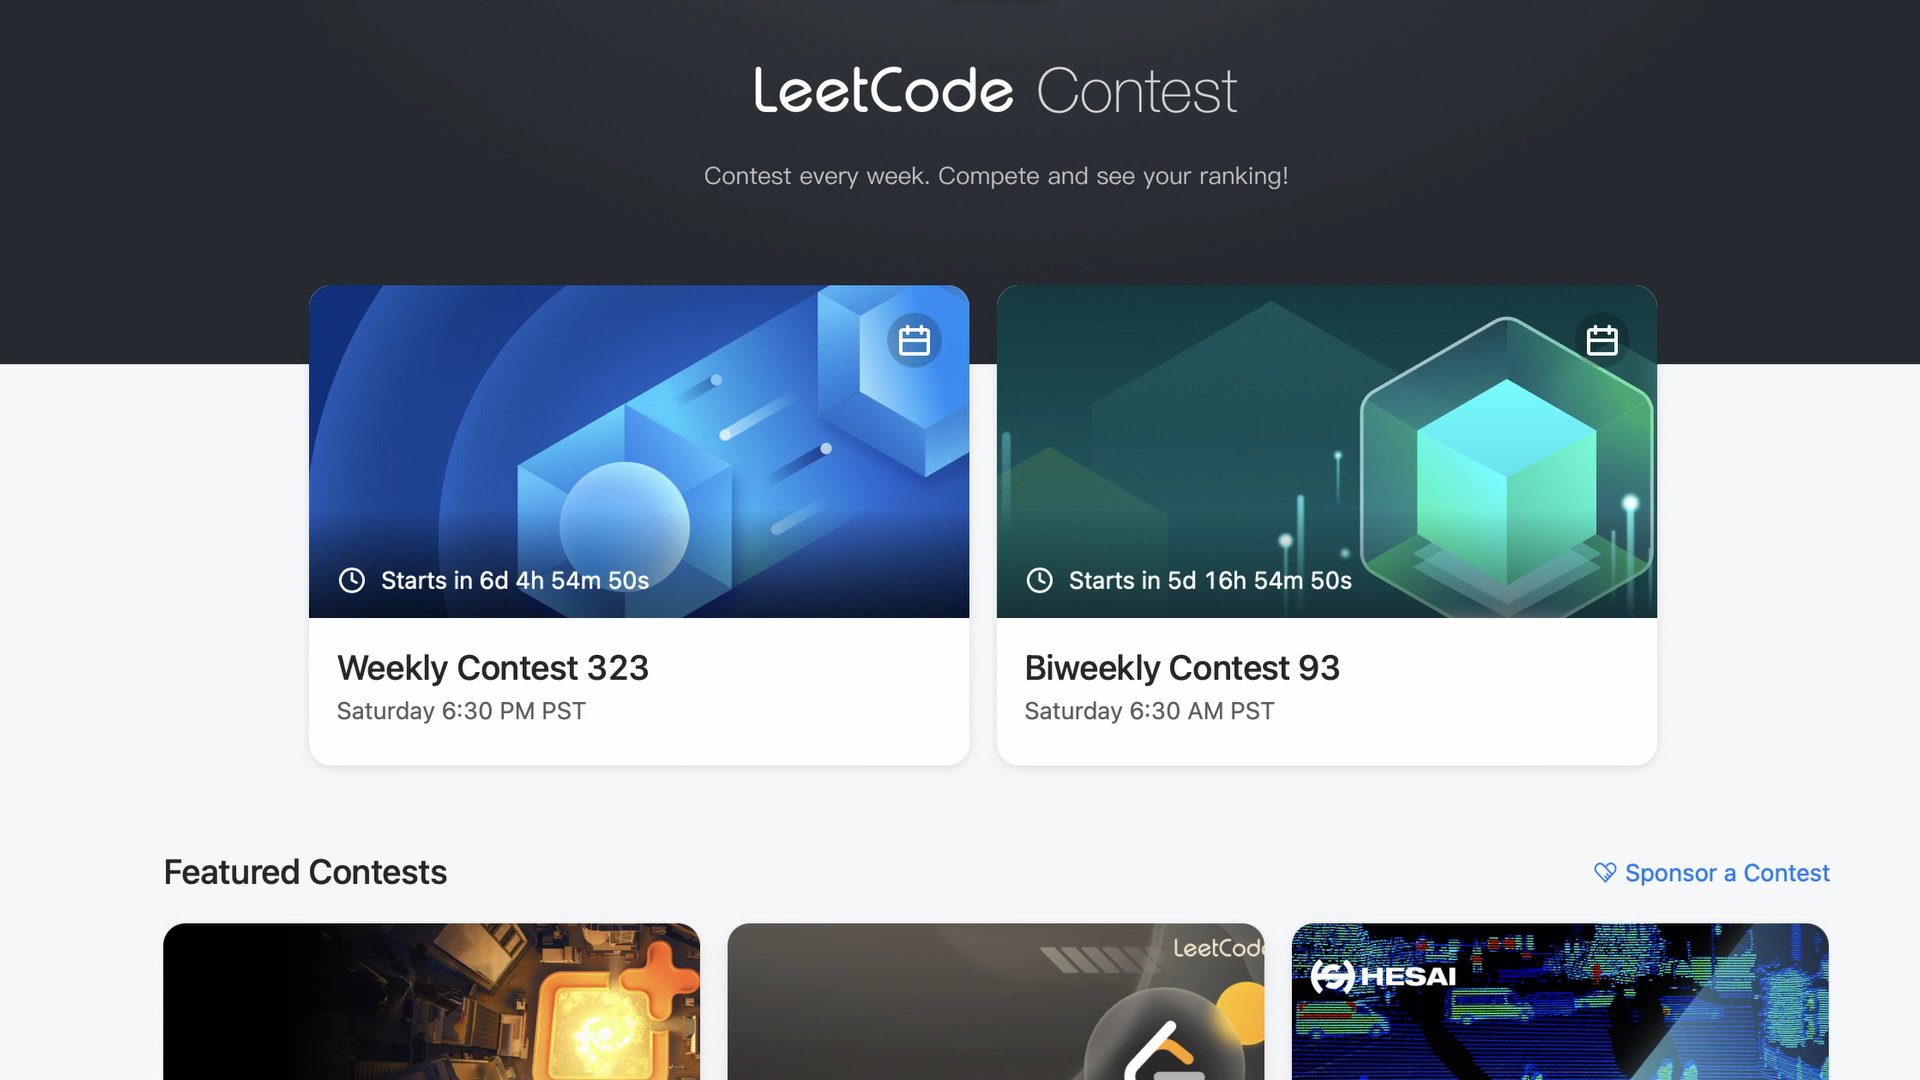 LeetCode Contest
Contest every week. Compete and see your ranking!
Starts in 6d 4h 54m 50s
Weekly Contest 323
Saturday 6:30 PM PST
Starts in 5d 16h 54m 50s
Biweekly Contest 93
Saturday 6:30 AM PST
Featured Contests
Sponsor a Contest
LeetCode
HESAI